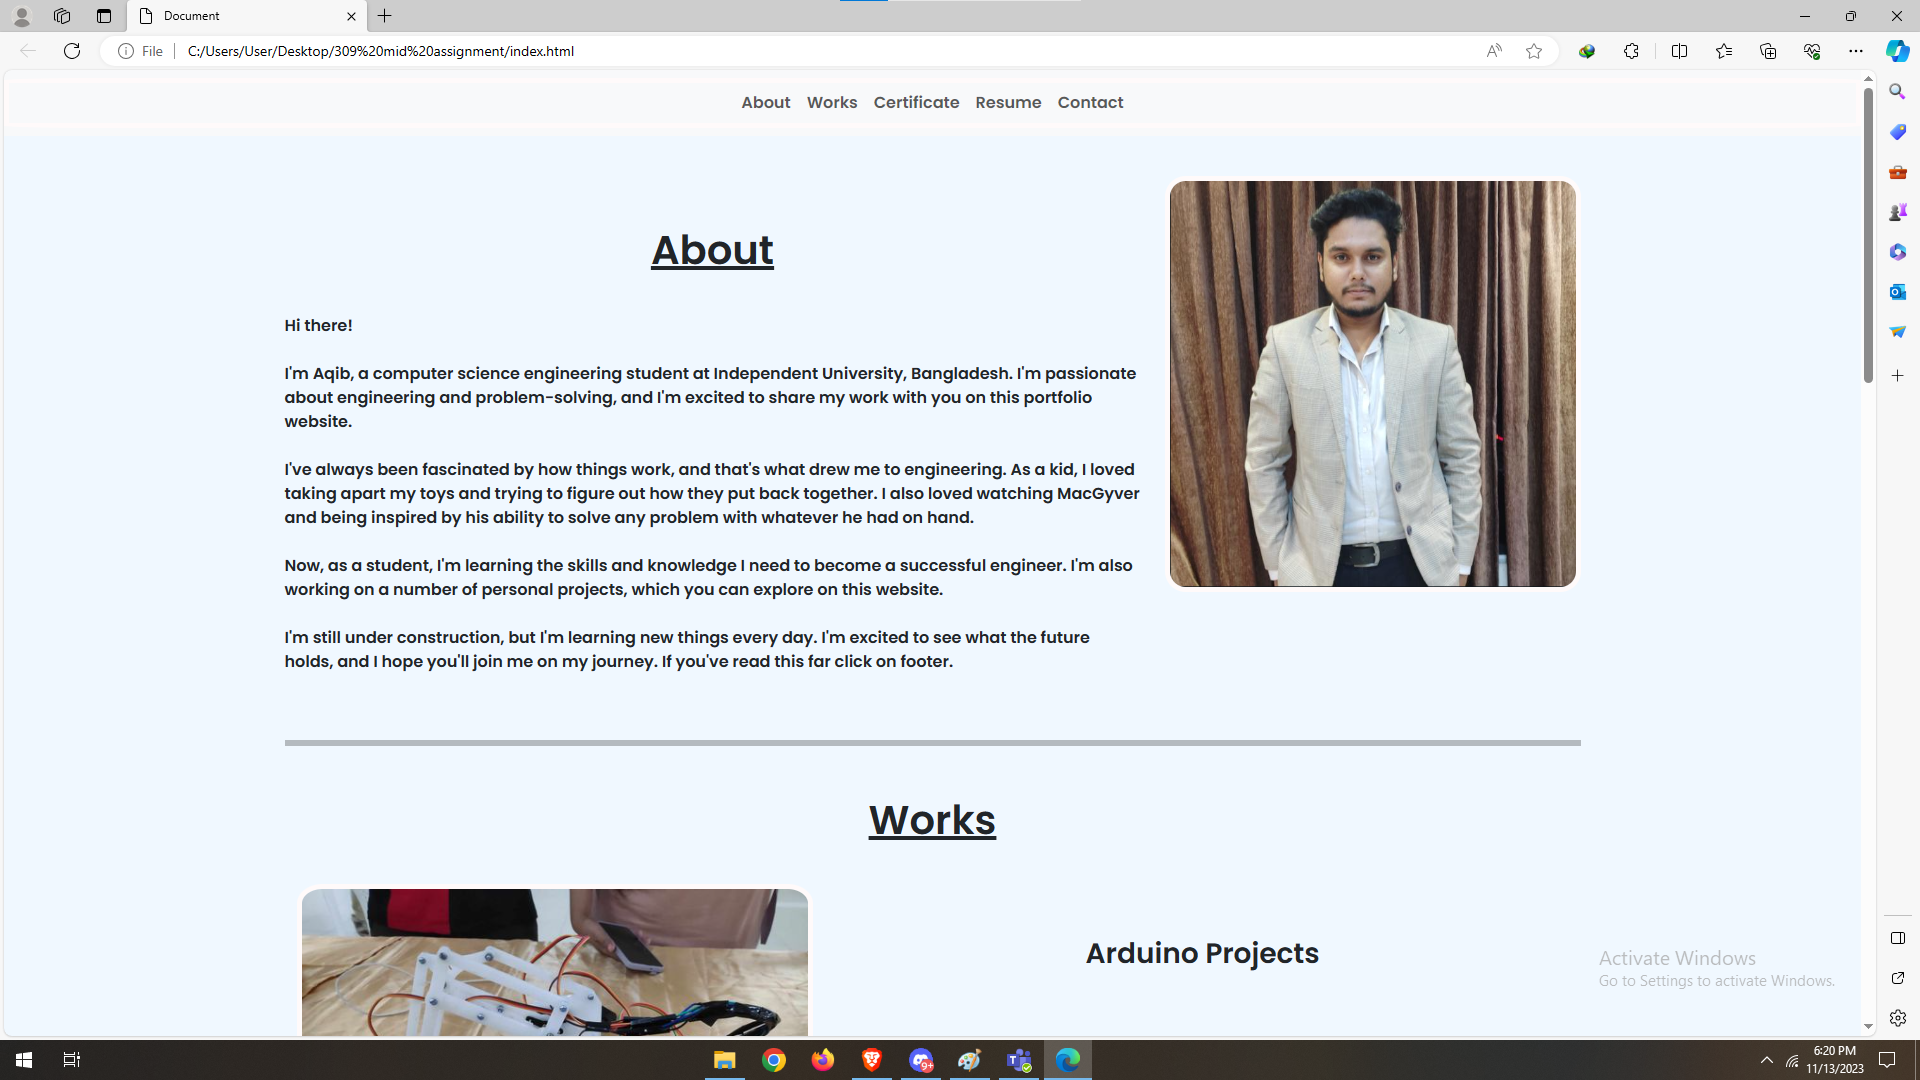 Document
File
C:/Users/User/Desktop/309%20mid%20assignment/index.html
About Works Certificate Resume Contact
About
Hi there!
I'm Aqib, a computer science engineering student at Independent University, Bangladesh. I'm passionate
about engineering and problem-solving, and I'm excited to share my work with you on this portfolio
website.
I've always been fascinated by how things work, and that's what drew me to engineering. As a kid, I loved
taking apart my toys and trying to figure out how they put back together. I also loved watching MacGyver
and being inspired by his ability to solve any problem with whatever he had on hand.
Now, as a student, I'm learning the skills and knowledge I need to become a successful engineer. I'm also
working on a number of personal projects, which you can explore on this website.
I'm still under construction, but I'm learning new things every day. I'm excited to see what the future
holds, and I hope you'll join me on my journey. If you've read this far click on footer.
Works
Arduino Projects
Activate Windows
Go to Settings to activate Windows.
9+
6:20 PM
11/13/2023